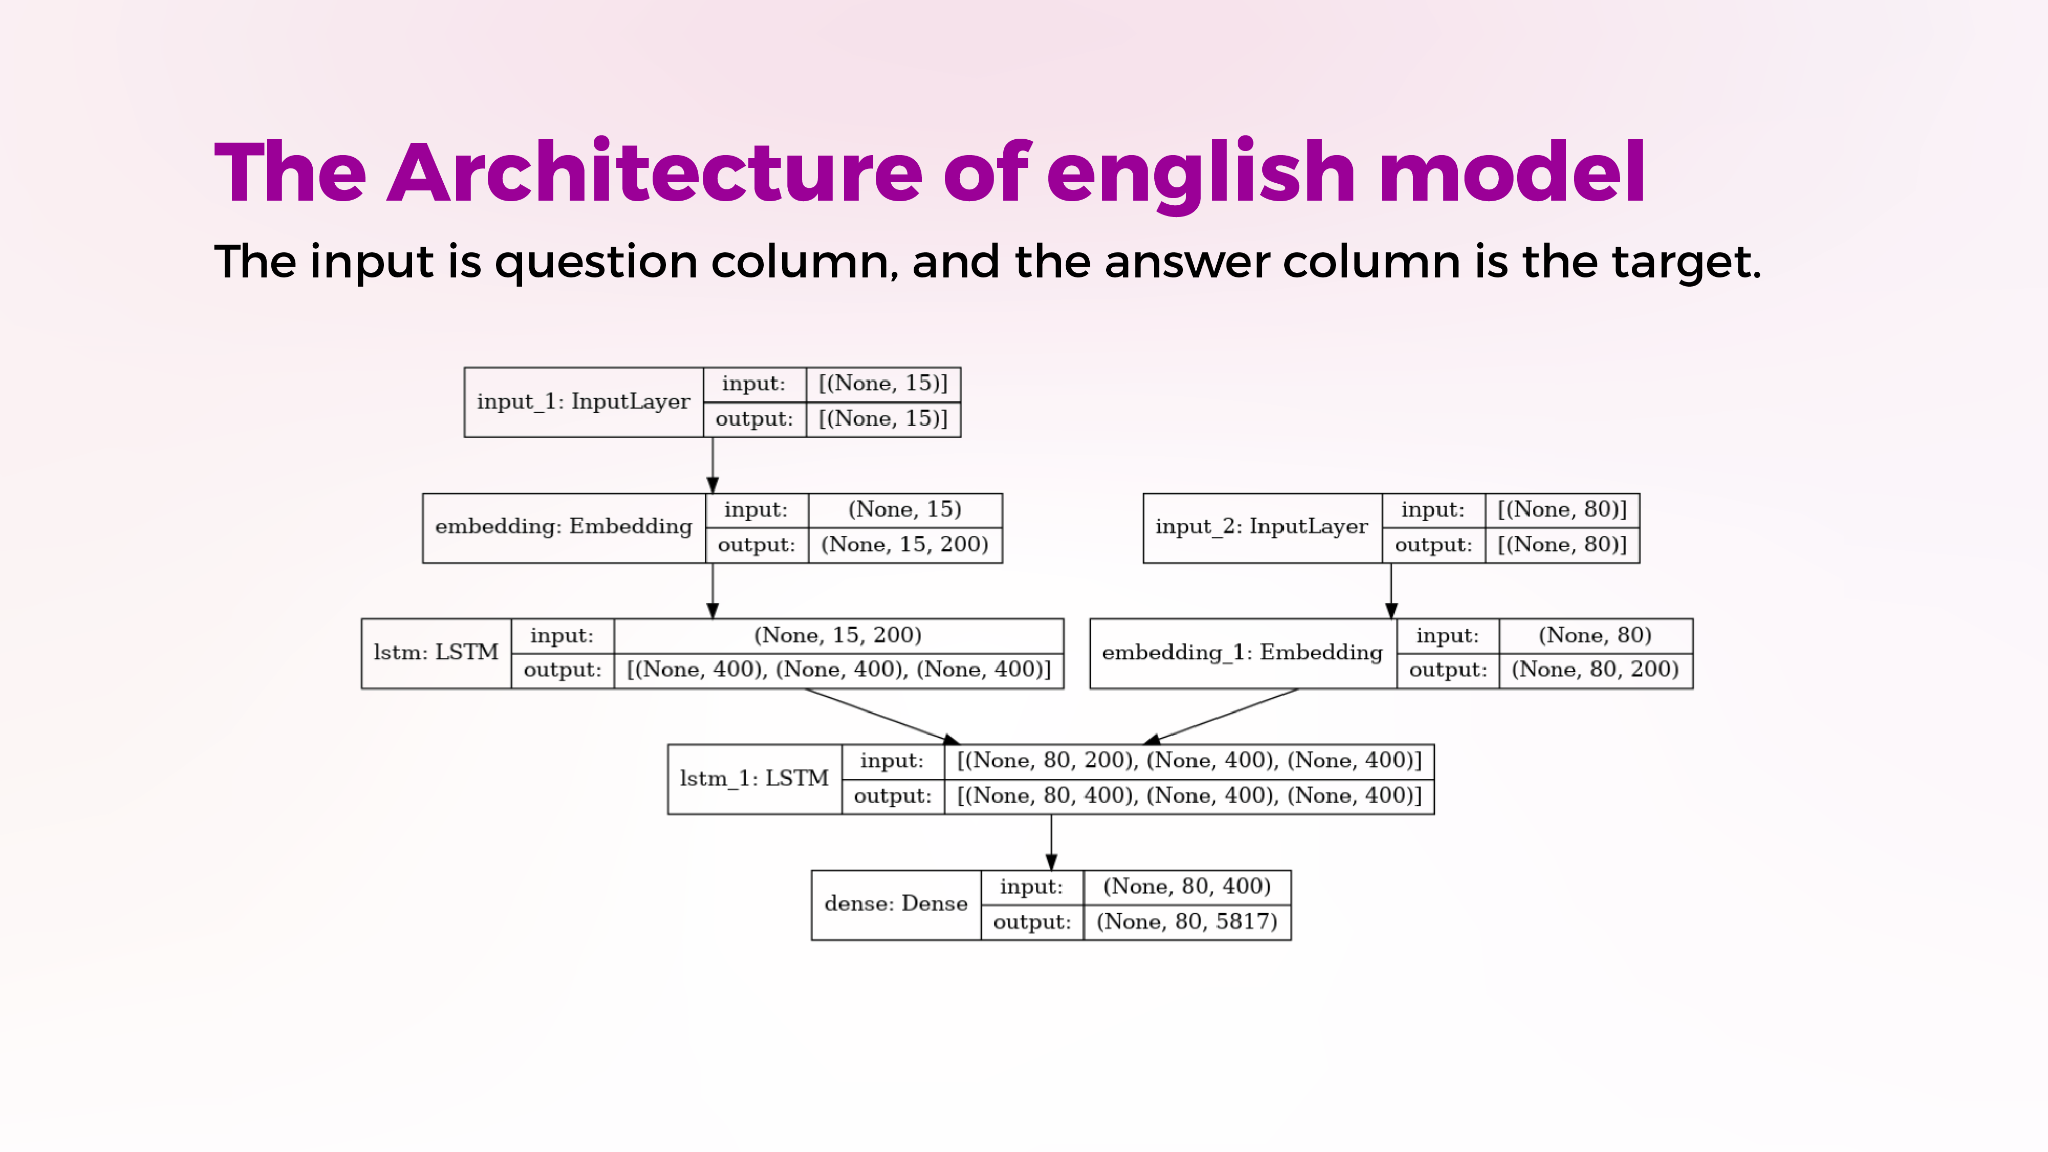 The Architecture of english model
The input is question column, and the answer column is the target.
input_1: InputLayer
input: [(None, 15)]
output: [(None, 15)]
embedding: Embedding
input: (None, 15)
output: (None, 15, 200)
input_2: InputLayer
input: [(None, 80)]
output: [(None, 80)]
lstm: LSTM
input: (None, 15, 200)
output: [(None, 400), (None, 400), (None, 400)]
embedding_1: Embedding
input: (None, 80)
output: (None, 80, 200)
lstm_1: LSTM
input: [(None, 80, 200), (None, 400), (None, 400)]
output: [(None, 80, 400), (None, 400), (None, 400)]
dense: Dense
input: (None, 80, 400)
output: (None, 80, 5817)